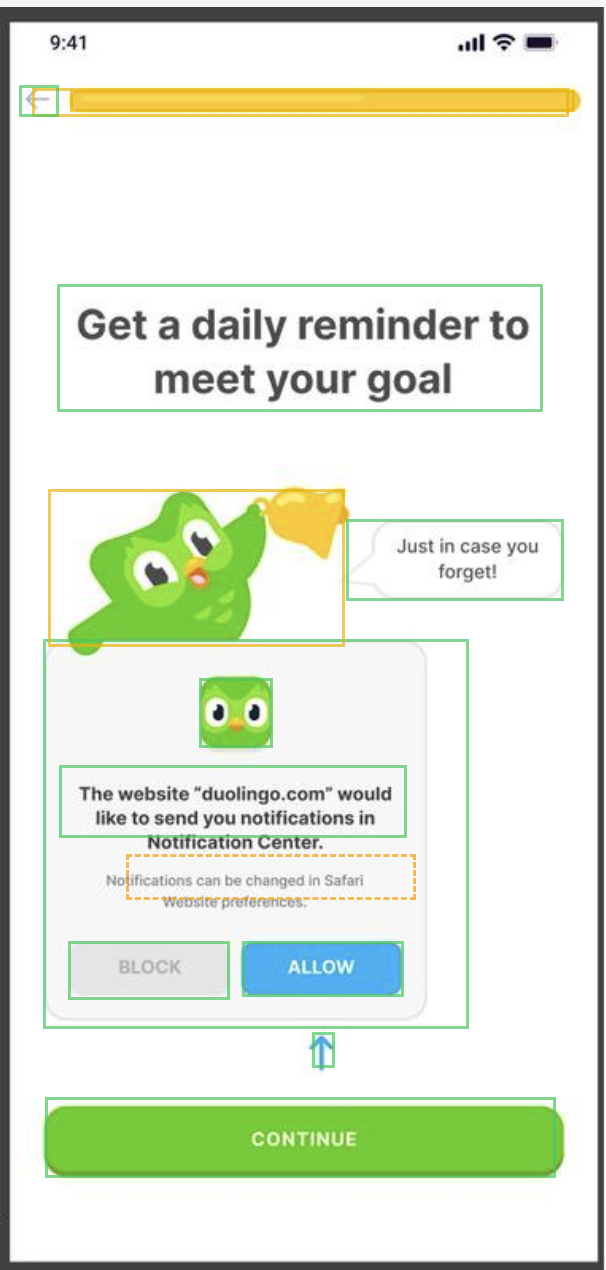 9:41
Get a daily reminder to
meet your goal
Just in case you
forget!
The website “duolingo.com” would
like to send you notifications in
Notification Center.
Notifications can be changed in Safari
Website preferences.
BLOCK
ALLOW
CONTINUE